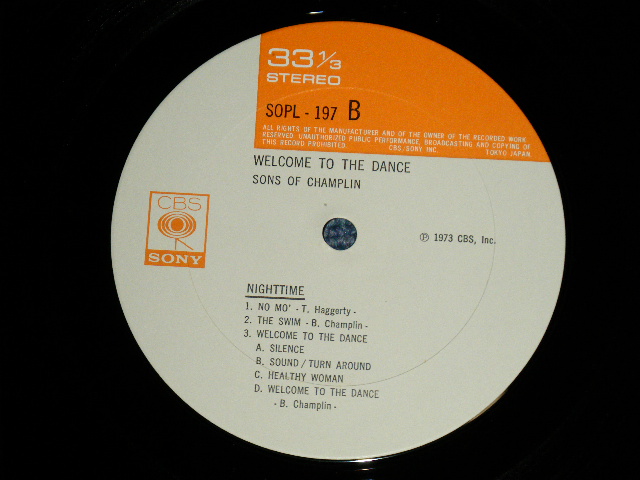 33 1/3
STEREO
SOPL - 197 B
ALL RIGHTS OF THE MANUFACTURER AND OF THE OWNER OF THE RECORDED WORK
RESERVED. UNAUTHORIZED PUBLIC PERFORMANCE, BROADCASTING AND COPYING OF
THIS RECORD PROHIBITED. CBS/SONY INC. TOKYO JAPAN
WELCOME TO THE DANCE
SONS OF CHAMPLIN
CBS
SONY
℗ 1973 CBS, Inc.
NIGHTTIME
1. NO MO' - T. Haggerty -
2. THE SWIM - B. Champlin -
3. WELCOME TO THE DANCE
A. SILENCE
B. SOUND / TURN AROUND
C. HEALTHY WOMAN
D. WELCOME TO THE DANCE
- B. Champlin -